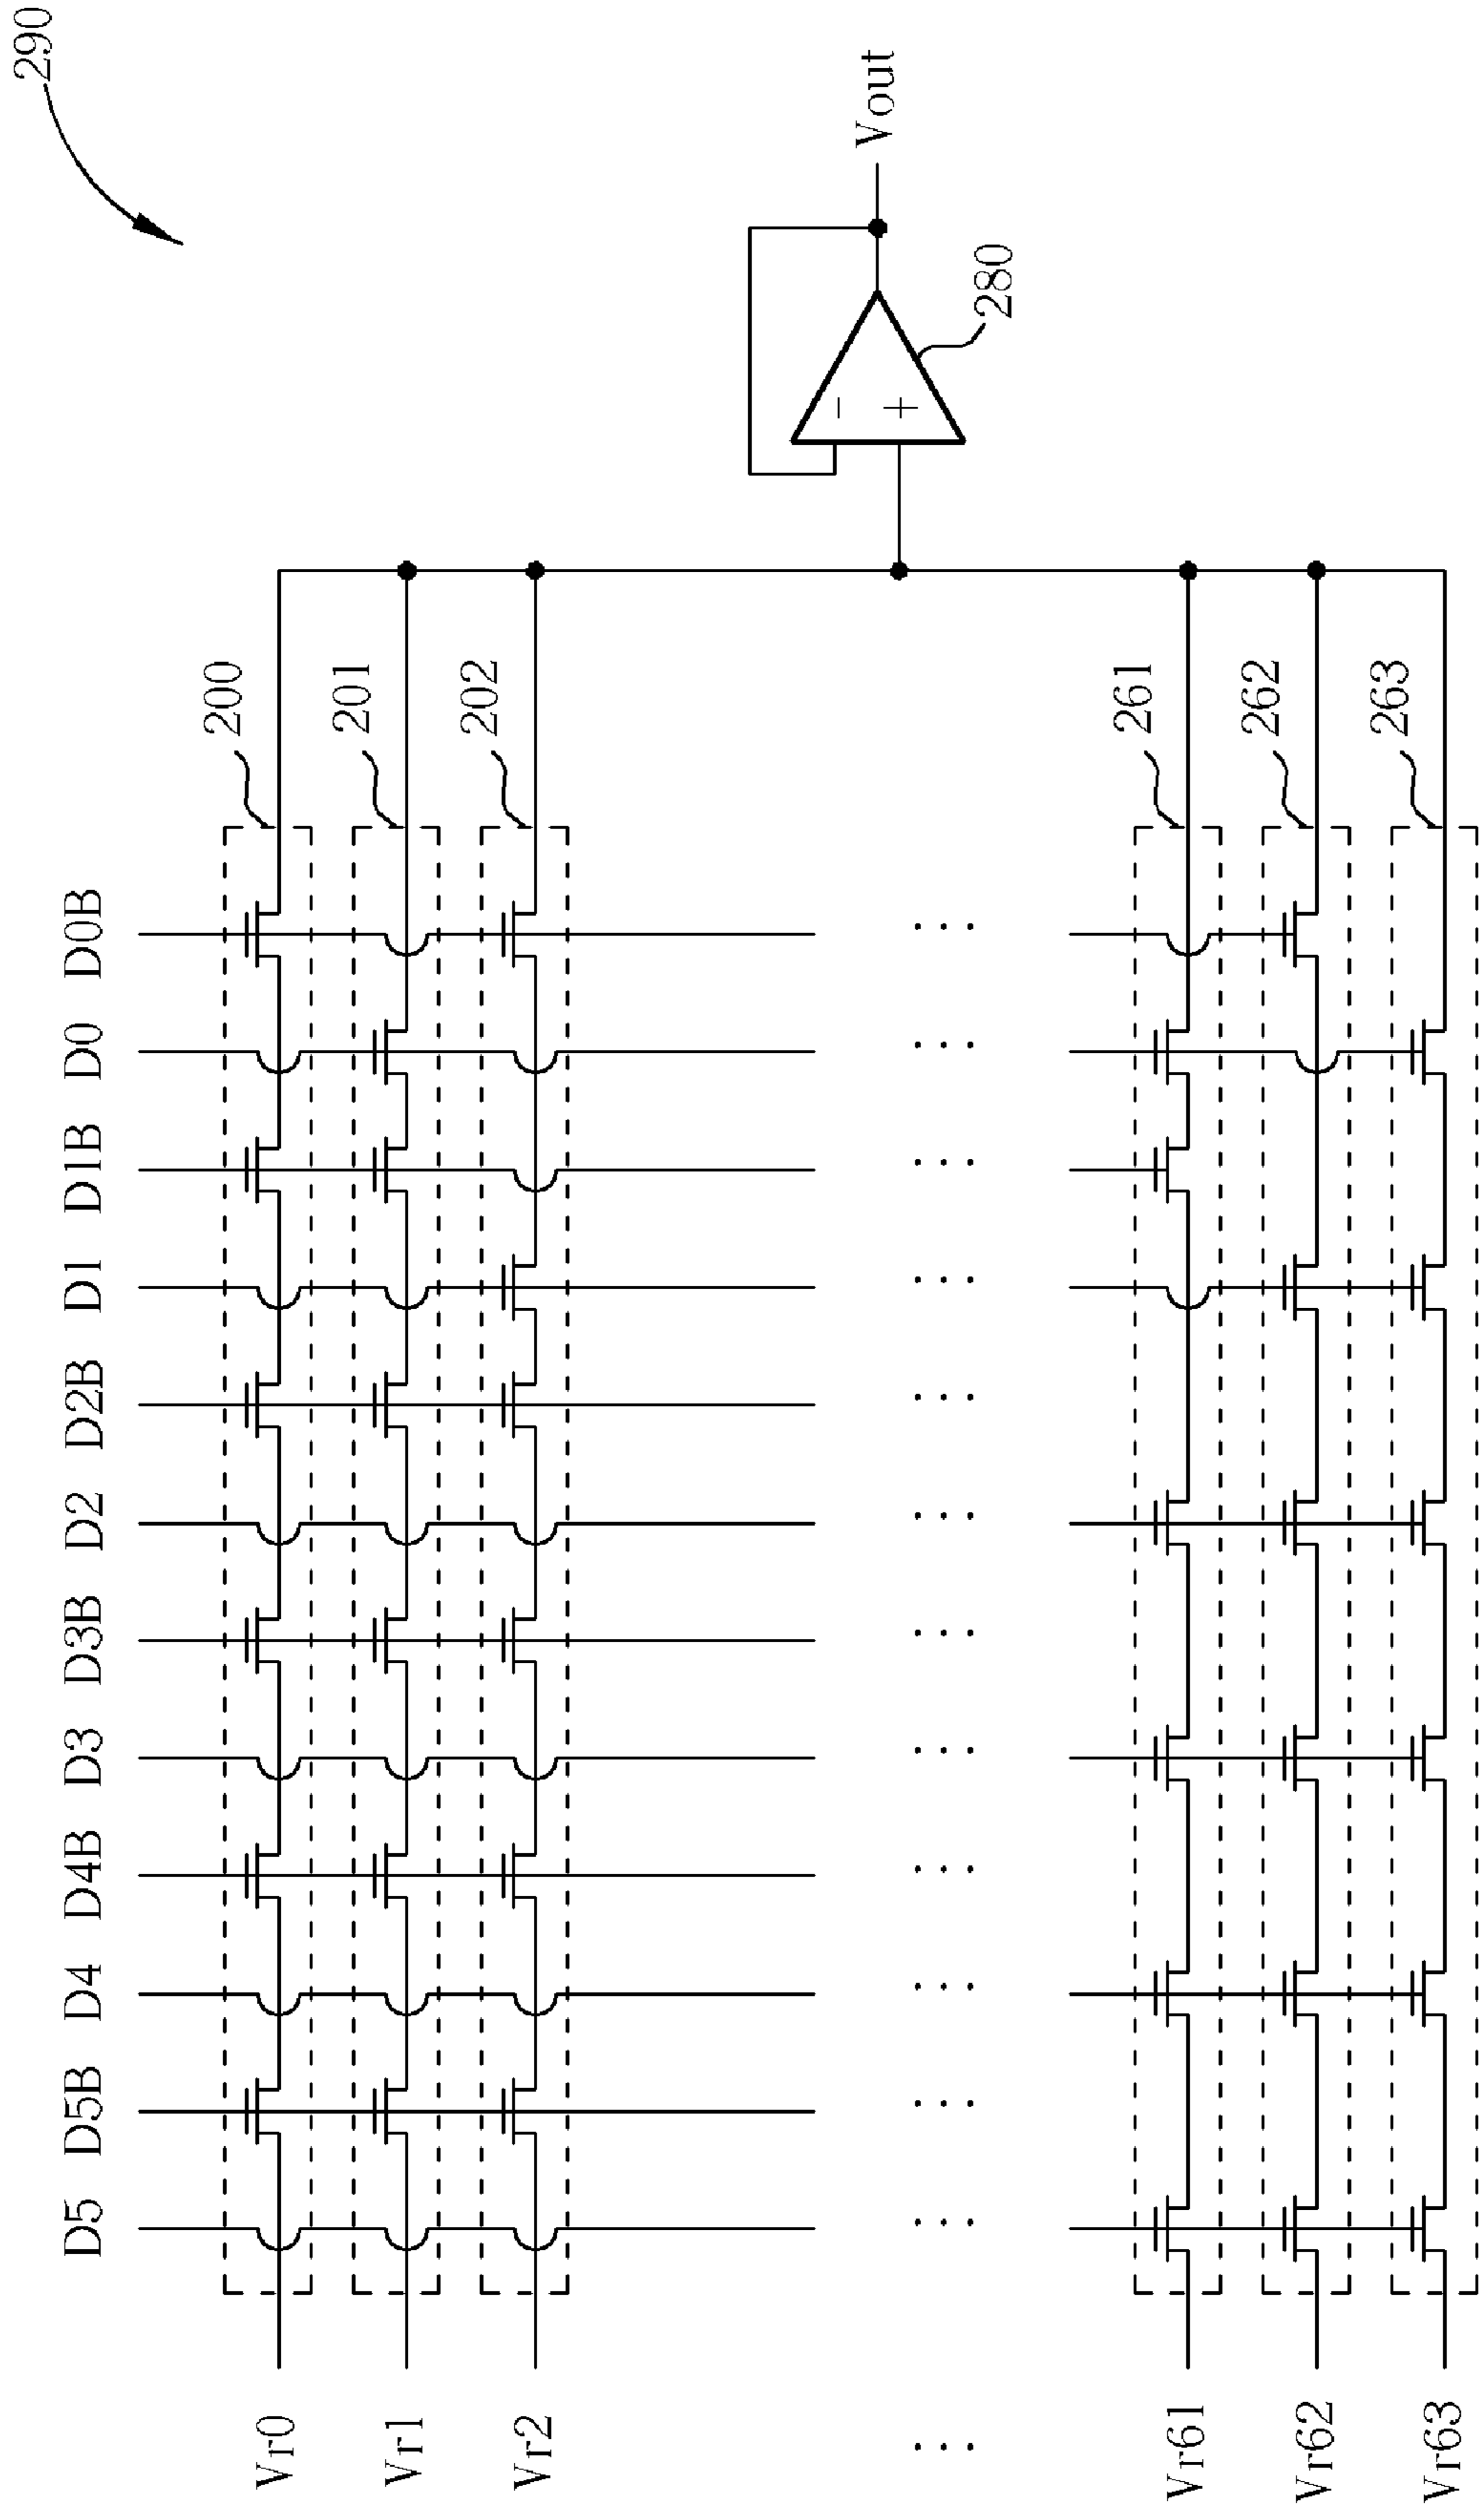 290
D5 D5B D4 D4B D3 D3B D2 D2B D1 D1B D0 D0B
Vr0
200
Vr1
201
Vr2
202
− +
280
Vout
...
Vr61
261
Vr62
262
Vr63
263